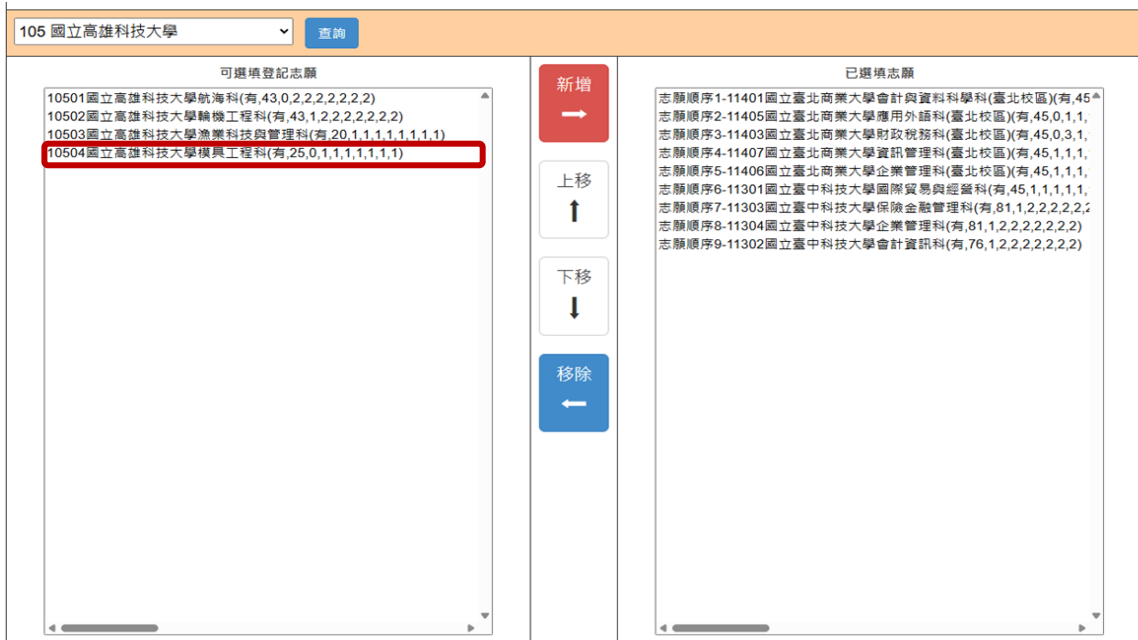 105 國立高雄科技大學
查詢
可選填登記志願
10501國立高雄科技大學航海科(有,43,0,2,2,2,2,2,2,2)
10502國立高雄科技大學輪機工程科(有,43,1,2,2,2,2,2,2,2)
10503國立高雄科技大學漁業科技與管理科(有,20,1,1,1,1,1,1,1,1)
10504國立高雄科技大學模具工程科(有,25,0,1,1,1,1,1,1,1)
新增
上移
下移
移除
已選填志願
志願順序1-11401國立臺北商業大學會計與資料科學科(臺北校區)(有,45
志願順序2-11405國立臺北商業大學應用外語科(臺北校區)(有,45,0,1,1,
志願順序3-11403國立臺北商業大學財政稅務科(臺北校區)(有,45,0,3,1,
志願順序4-11407國立臺北商業大學資訊管理科(臺北校區)(有,45,1,1,1,
志願順序5-11406國立臺北商業大學企業管理科(臺北校區)(有,45,1,1,1,
志願順序6-11301國立臺中科技大學國際貿易與經營科(有,45,1,1,1,1,1,
志願順序7-11303國立臺中科技大學保險金融管理科(有,81,1,2,2,2,2,2,2
志願順序8-11304國立臺中科技大學企業管理科(有,81,1,2,2,2,2,2,2,2)
志願順序9-11302國立臺中科技大學會計資訊科(有,76,1,2,2,2,2,2,2,2)